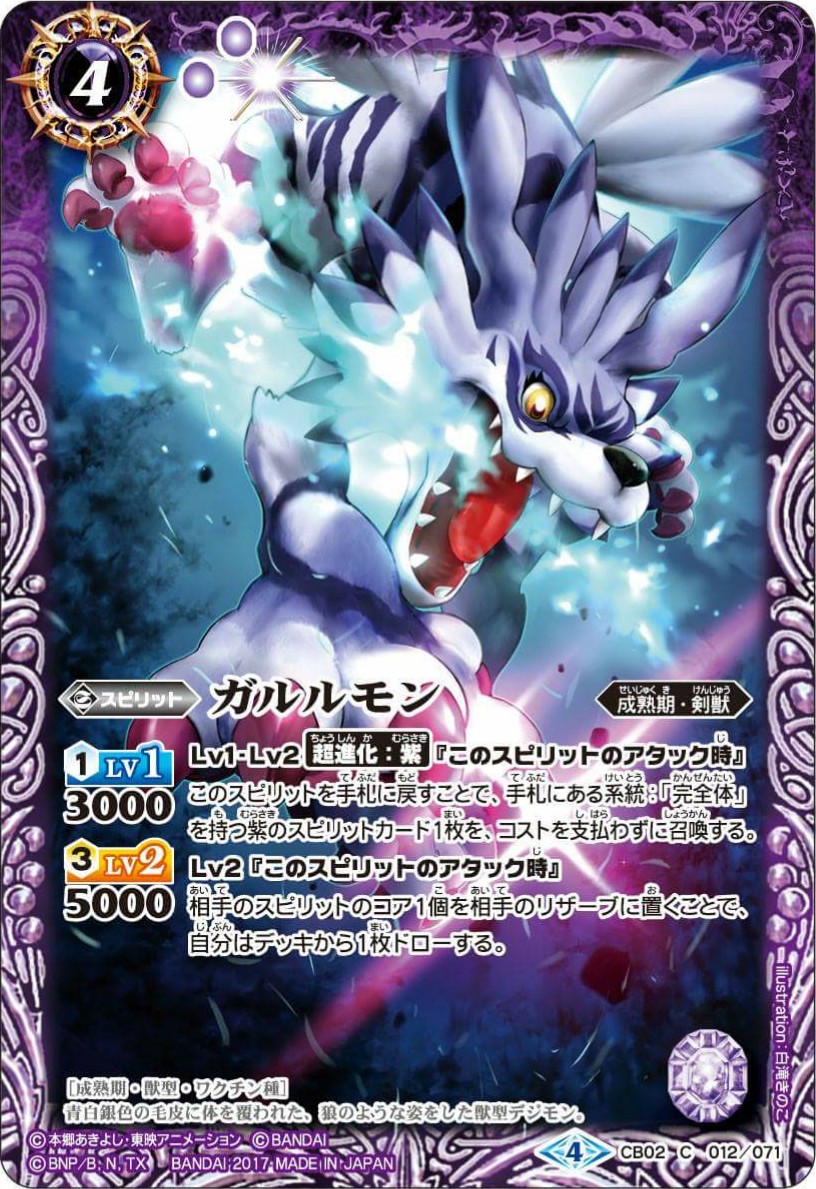 4
スピリット ガルルモン 成熟期・剣獣
1 LV1
3000
3 LV2
5000
Lv1・Lv2 超進化:紫 『このスピリットのアタック時』
このスピリットを手札に戻すことで、手札にある系統:「完全体」
を持つ紫のスピリットカード1枚を、コストを支払わずに召喚する。
Lv2『このスピリットのアタック時』
相手のスピリットのコア1個を相手のリザーブに置くことで、
自分はデッキから1枚ドローする。
[成熟期・獣型・ワクチン種]
青白銀色の毛皮に体を覆われた、狼のような姿をした獣型デジモン。
illustration:白滝きのこ
©本郷あきよし・東映アニメーション ©BANDAI
©BNP/B, N, TX BANDAI 2017 MADE IN JAPAN
4 CB02 C 012/071